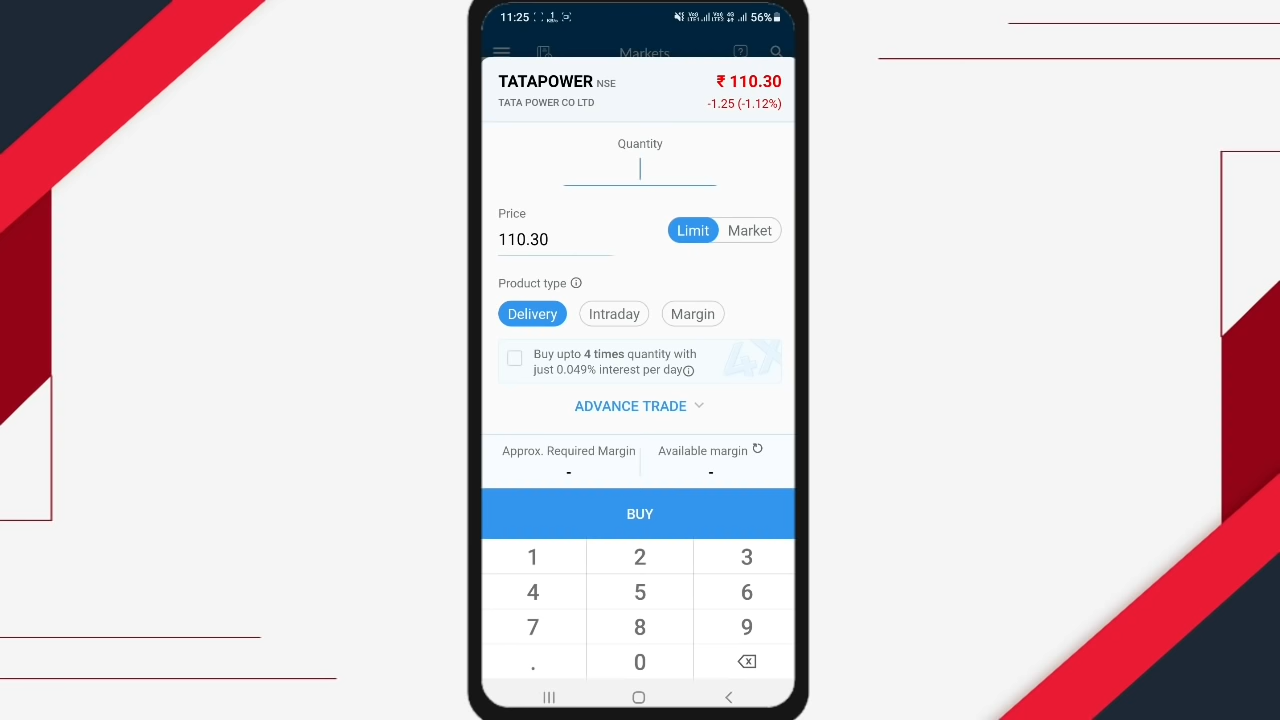 11:25 56%
Markets
TATAPOWER NSE ₹ 110.30
TATA POWER CO LTD -1.25 (-1.12%)
Quantity
Price
110.30
Limit Market
Product type
Delivery Intraday Margin
Buy upto 4 times quantity with
just 0.049% interest per day
4X
ADVANCE TRADE
Approx. Required Margin Available margin
- -
BUY
1 2 3
4 5 6
7 8 9
. 0